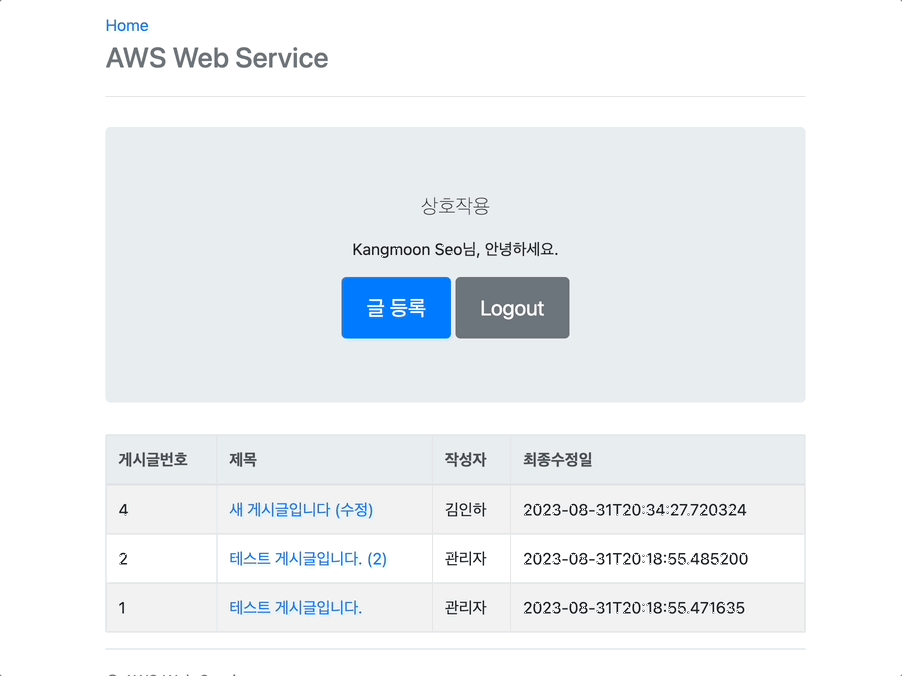 Home
AWS Web Service
상호작용
Kangmoon Seo님, 안녕하세요.
글 등록 Logout
게시글번호 제목 작성자 최종수정일
4 새 게시글입니다 (수정) 김인하 2023-08-31T20:34:27.720324
2 테스트 게시글입니다. (2) 관리자 2023-08-31T20:18:55.485200
1 테스트 게시글입니다. 관리자 2023-08-31T20:18:55.471635